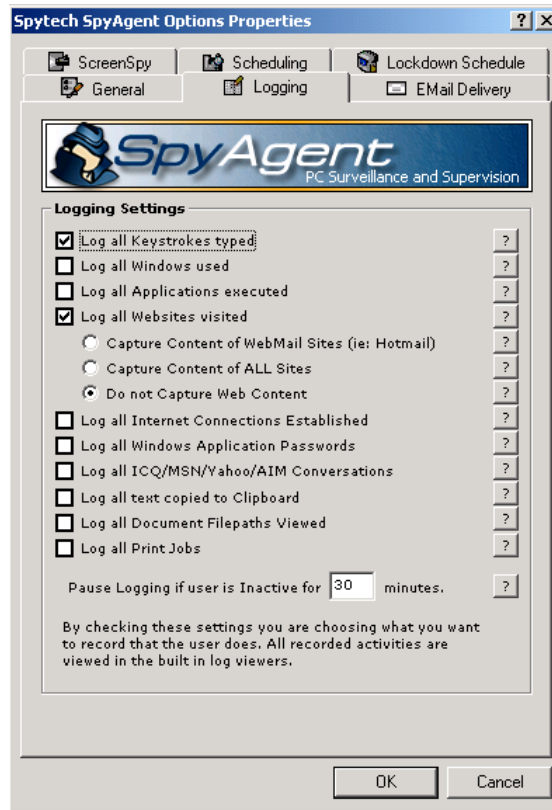 Spytech SpyAgent Options Properties
ScreenSpy
Scheduling
Lockdown Schedule
General
Logging
EMail Delivery
SpyAgent
PC Surveillance and Supervision
Logging Settings
Log all Keystrokes typed ?
Log all Windows used ?
Log all Applications executed ?
Log all Websites visited ?
Capture Content of WebMail Sites (ie: Hotmail) ?
Capture Content of ALL Sites ?
Do not Capture Web Content ?
Log all Internet Connections Established ?
Log all Windows Application Passwords ?
Log all ICQ/MSN/Yahoo/AIM Conversations ?
Log all text copied to Clipboard ?
Log all Document Filepaths Viewed ?
Log all Print Jobs ?
Pause Logging if user is Inactive for 30 minutes. ?
By checking these settings you are choosing what you want
to record that the user does. All recorded activities are
viewed in the built in log viewers.
OK
Cancel